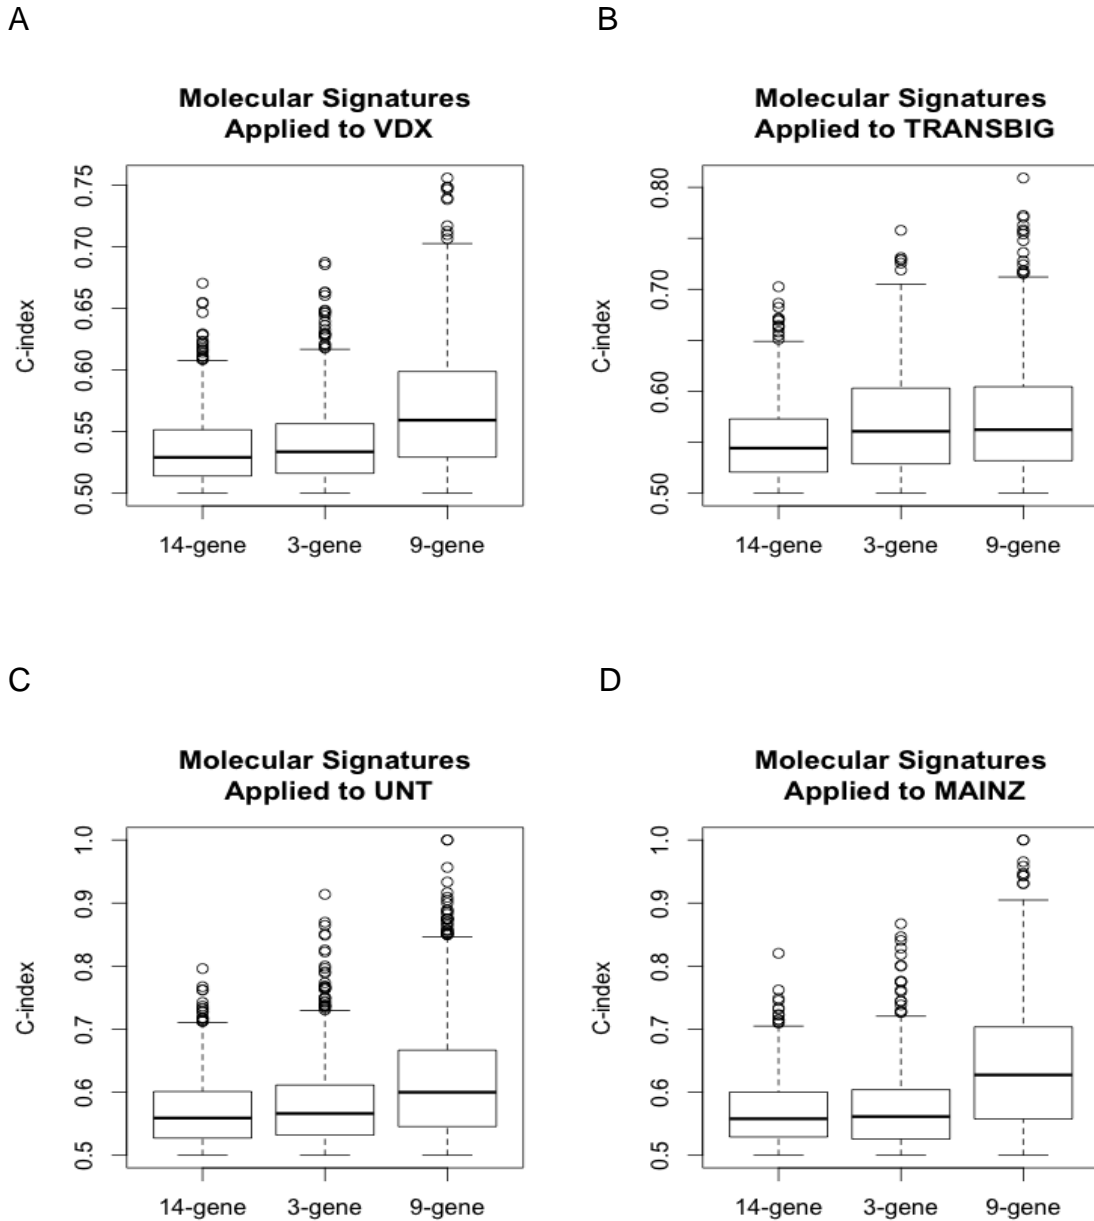 A
Molecular Signatures
Applied to VDX
C-index
0.75
0.70
0.65
0.60
0.55
0.50
14-gene 3-gene 9-gene
B
Molecular Signatures
Applied to TRANSBIG
C-index
0.80
0.70
0.60
0.50
14-gene 3-gene 9-gene
C
Molecular Signatures
Applied to UNT
C-index
1.0
0.9
0.8
0.7
0.6
0.5
14-gene 3-gene 9-gene
D
Molecular Signatures
Applied to MAINZ
C-index
1.0
0.9
0.8
0.7
0.6
0.5
14-gene 3-gene 9-gene